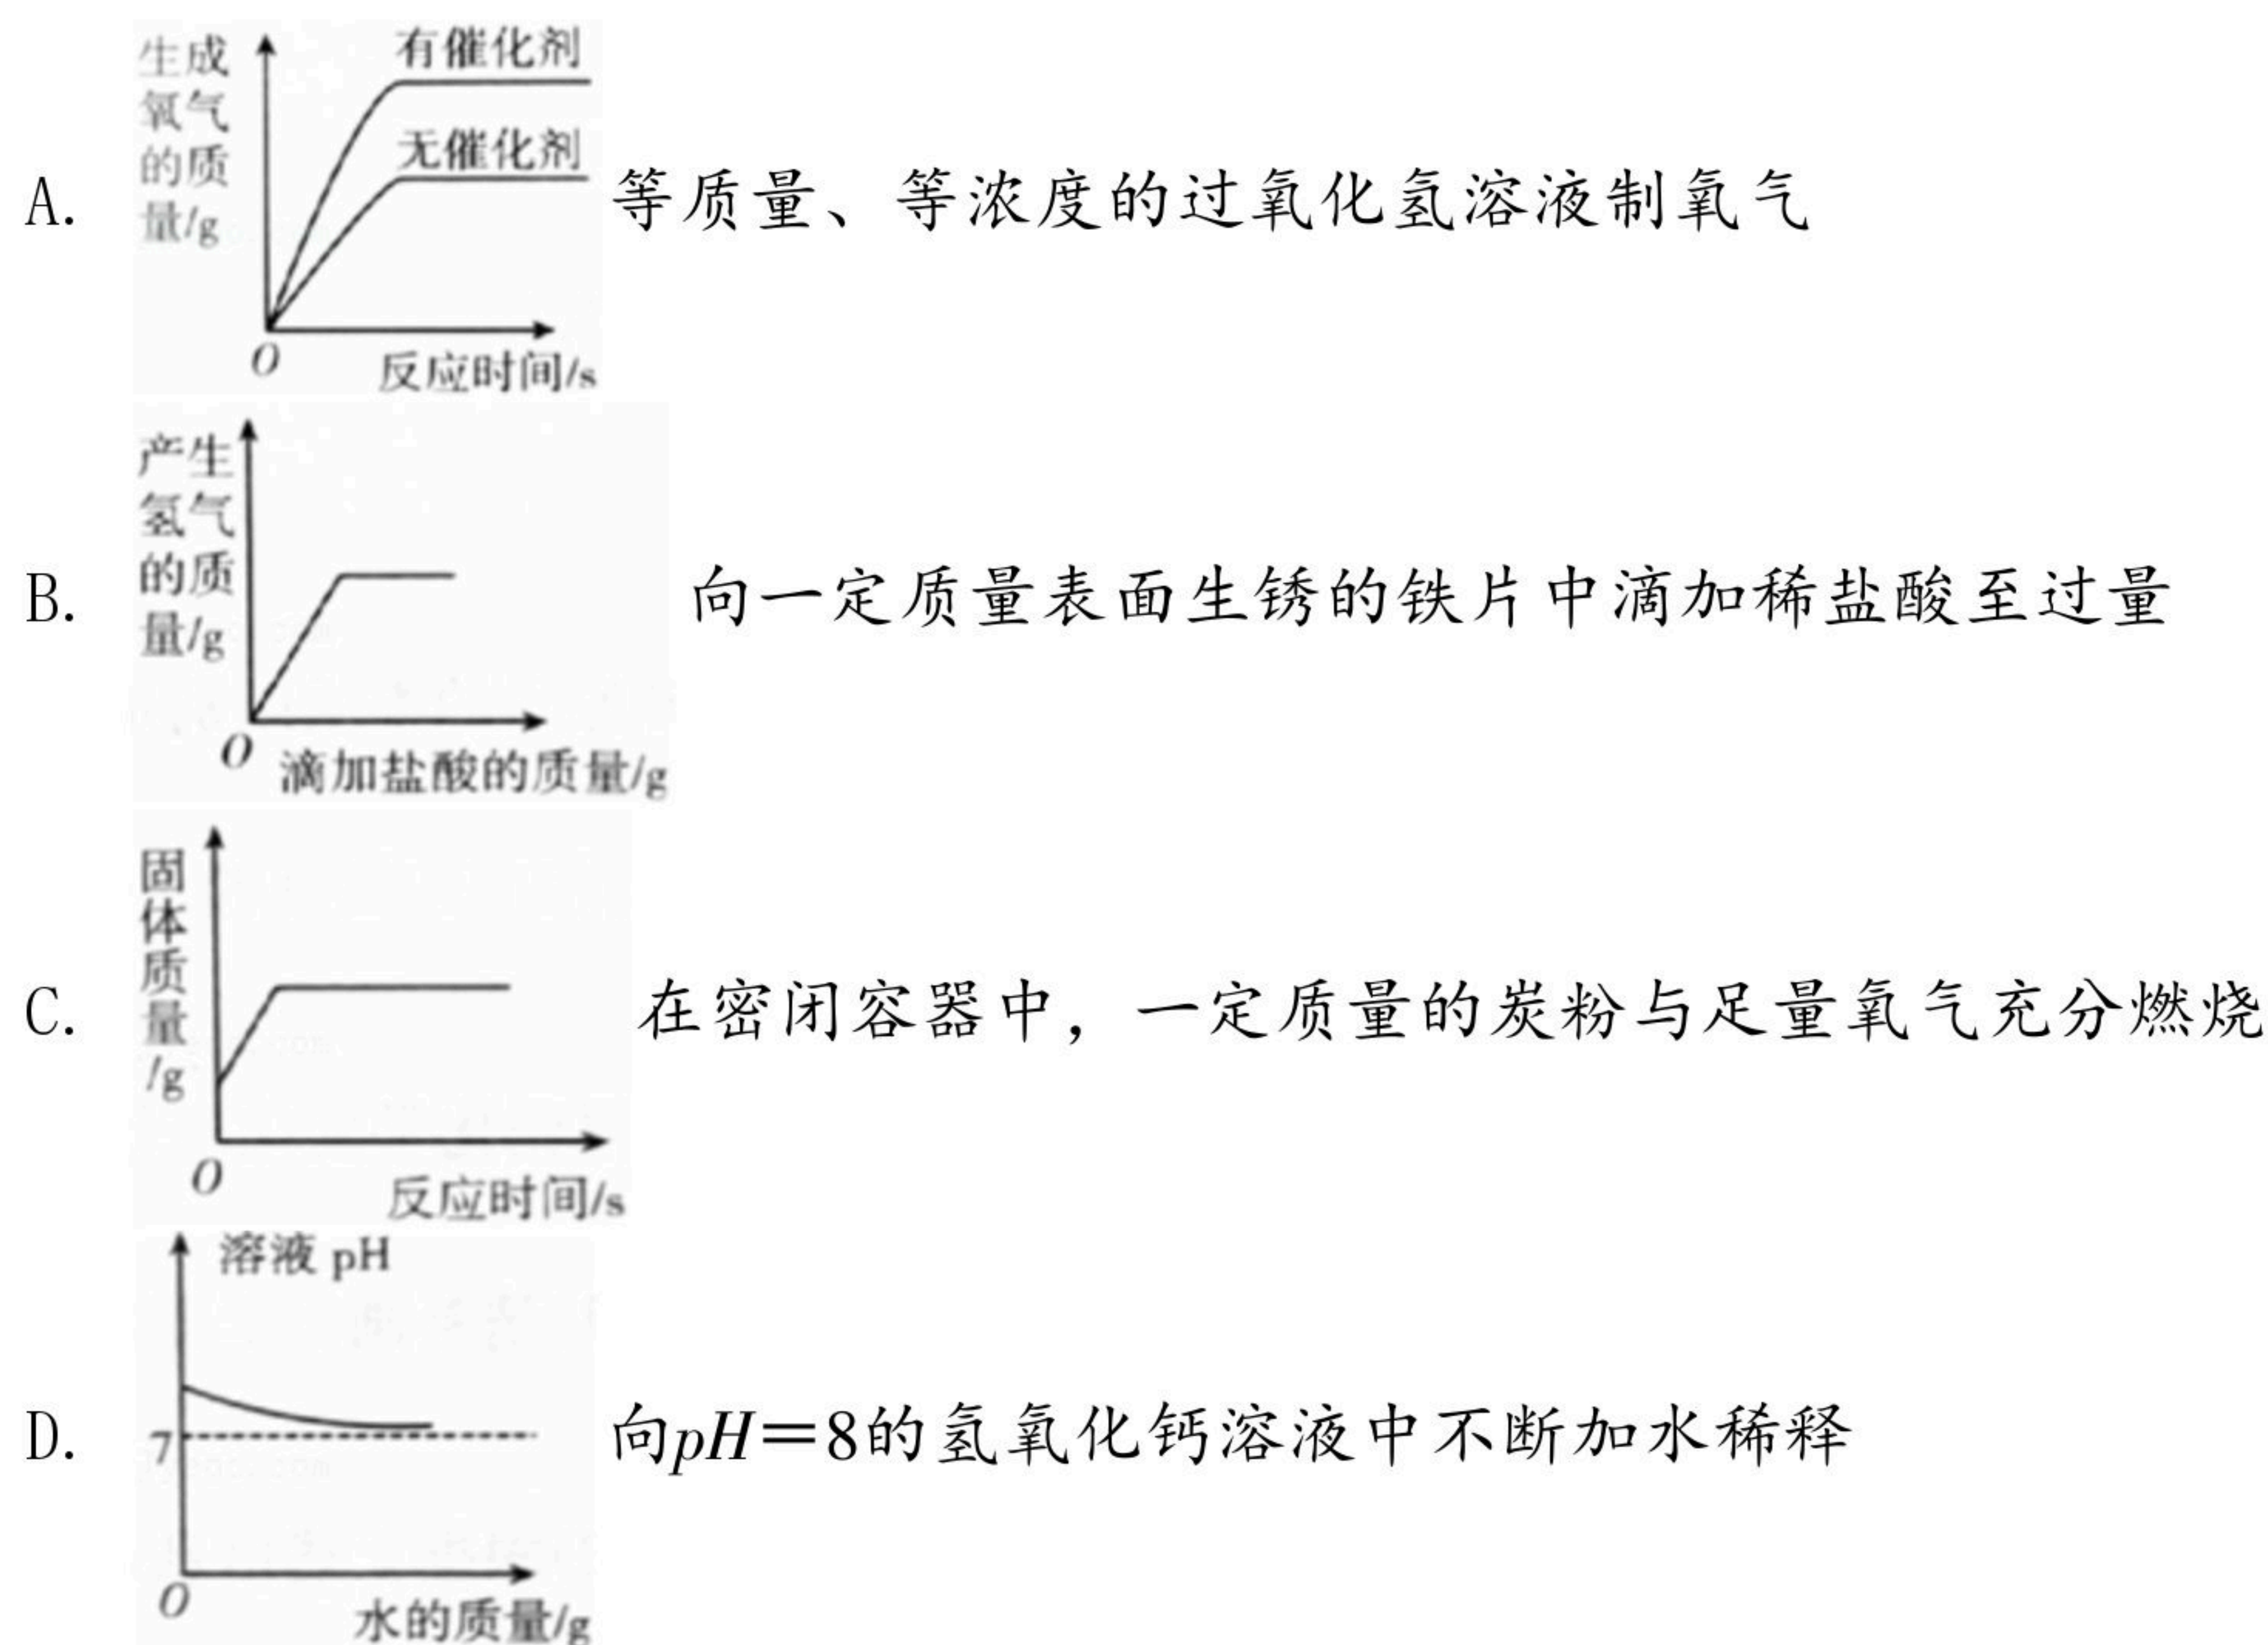 生成
氧气
的质
量/g
有催化剂
无催化剂
A.
等质量、等浓度的过氧化氢溶液制氧气
O
反应时间/s
产生
氢气
的质
量/g
B.
向一定质量表面生锈的铁片中滴加稀盐酸至过量
O
滴加盐酸的质量/g
固
体
质
量
/g
C.
在密闭容器中，一定质量的炭粉与足量氧气充分燃烧
O
反应时间/s
溶液 pH
7
D.
向pH＝8的氢氧化钙溶液中不断加水稀释
O
水的质量/g